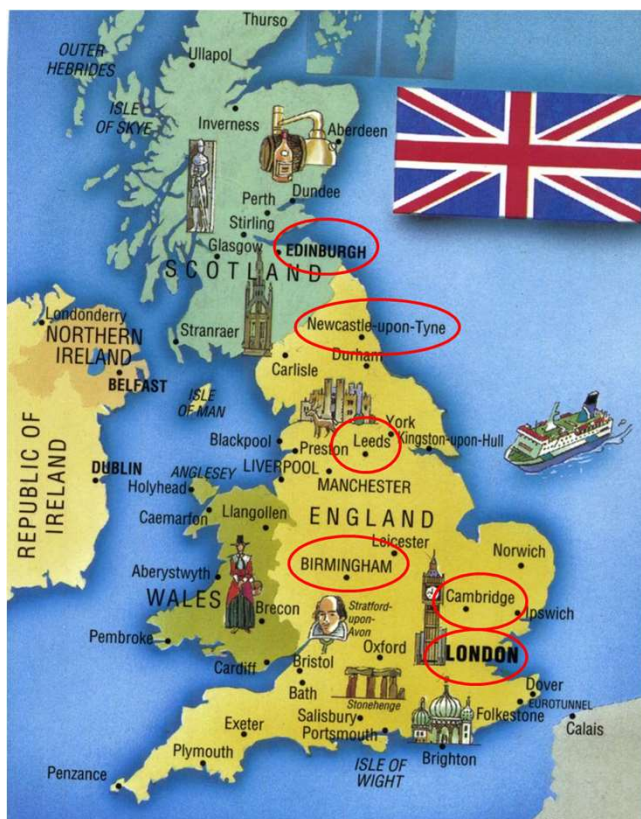 Thurso
OUTER
HEBRIDES
Ullapol
ISLE
OF SKYE
Inverness
Aberdeen
Dundee
Perth
Stirling
Glasgow
EDINBURGH
SCOTLAND
Londonderry
NORTHERN
IRELAND
BELFAST
Stranraer
Newcastle-upon-Tyne
Carlisle
Durham
ISLE
OF MAN
Blackpool
Preston
Leeds
York
Kingston-upon-Hull
REPUBLIC OF
IRELAND
DUBLIN
ANGLESEY
LIVERPOOL
MANCHESTER
Holyhead
Caernarfon
Llangollen
ENGLAND
Leicester
Norwich
BIRMINGHAM
Aberystwyth
WALES
Cambridge
Ipswich
Brecon
Stratford-
upon-
Avon
Pembroke
Oxford
LONDON
Cardiff
Bristol
Bath
Stonehenge
Dover
EUROTUNNEL
Folkestone
Calais
Salisbury
Portsmouth
Exeter
Brighton
Plymouth
ISLE OF
WIGHT
Penzance